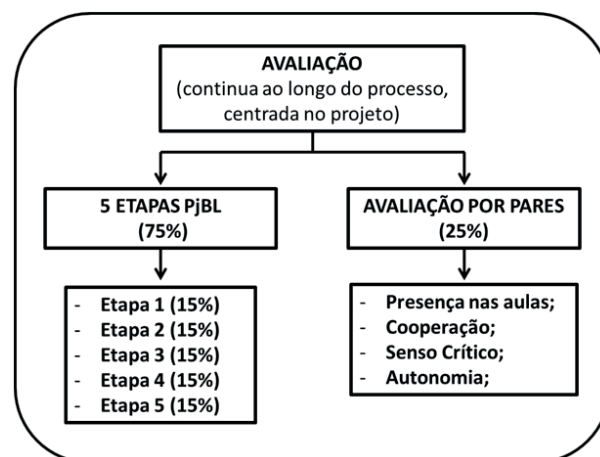 AVALIAÇÃO
(continua ao longo do processo,
centrada no projeto)
5 ETAPAS PjBL
(75%)
- Etapa 1 (15%)
- Etapa 2 (15%)
- Etapa 3 (15%)
- Etapa 4 (15%)
- Etapa 5 (15%)
AVALIAÇÃO POR PARES
(25%)
- Presença nas aulas;
- Cooperação;
- Senso Crítico;
- Autonomia;